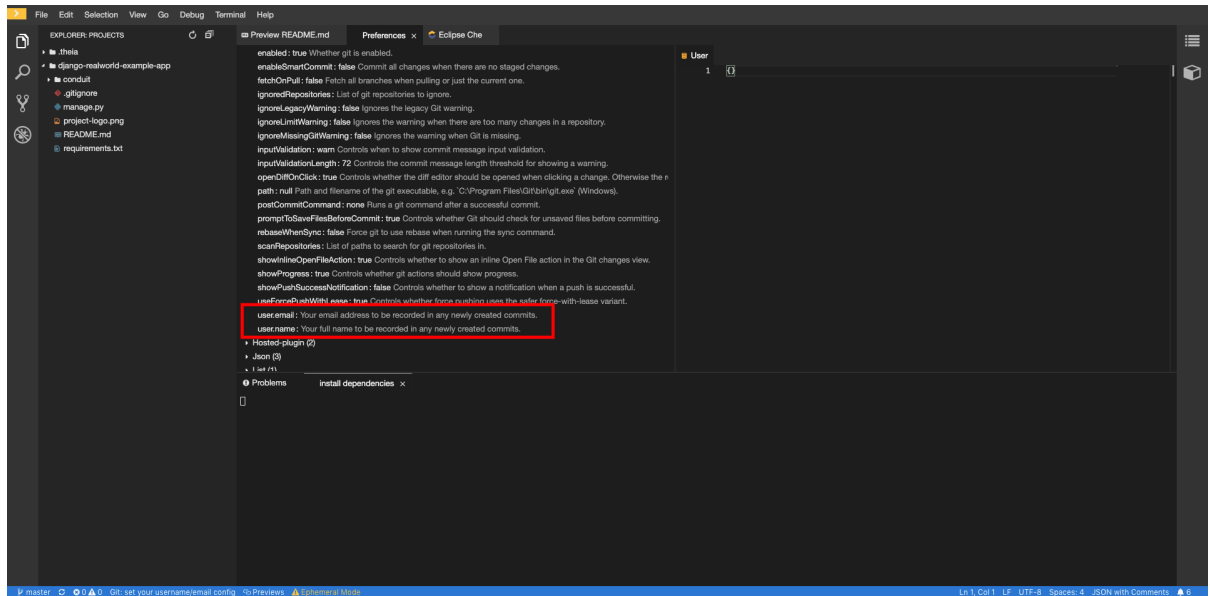 File Edit Selection View Go Debug Terminal Help
EXPLORER: PROJECTS
.theia
django-realworld-example-app
conduit
.gitignore
manage.py
project-logo.png
README.md
requirements.txt
Preview README.md Preferences × Eclipse Che
enabled: true Whether git is enabled.
enableSmartCommit: false Commit all changes when there are no staged changes.
fetchOnPull: false Fetch all branches when pulling or just the current one.
ignoredRepositories: List of git repositories to ignore.
ignoreLegacyWarning: false Ignores the legacy Git warning.
ignoreLimitWarning: false Ignores the warning when there are too many changes in a repository.
ignoreMissingGitWarning: false Ignores the warning when Git is missing.
inputValidation: warn Controls when to show commit message input validation.
inputValidationLength: 72 Controls the commit message length threshold for showing a warning.
openDiffOnClick: true Controls whether the diff editor should be opened when clicking a change. Otherwise the r
path: null Path and filename of the git executable, e.g. `C:\Program Files\Git\bin\git.exe` (Windows).
postCommitCommand: none Runs a git command after a successful commit.
promptToSaveFilesBeforeCommit: true Controls whether Git should check for unsaved files before committing.
rebaseWhenSync: false Force git to use rebase when running the sync command.
scanRepositories: List of paths to search for git repositories in.
showInlineOpenFileAction: true Controls whether to show an inline Open File action in the Git changes view.
showProgress: true Controls whether git actions should show progress.
showPushSuccessNotification: false Controls whether to show a notification when a push is successful.
useForcePushWithLease: true Controls whether force pushing uses the safer force-with-lease variant.
user.email: Your email address to be recorded in any newly created commits.
user.name: Your full name to be recorded in any newly created commits.
Hosted-plugin (2)
Json (3)
List (1)
User
1 {}
Problems install dependencies ×
master 0 0 Git: set your username/email config Previews Ephemeral Mode Ln 1, Col 1 LF UTF-8 Spaces: 4 JSON with Comments 6